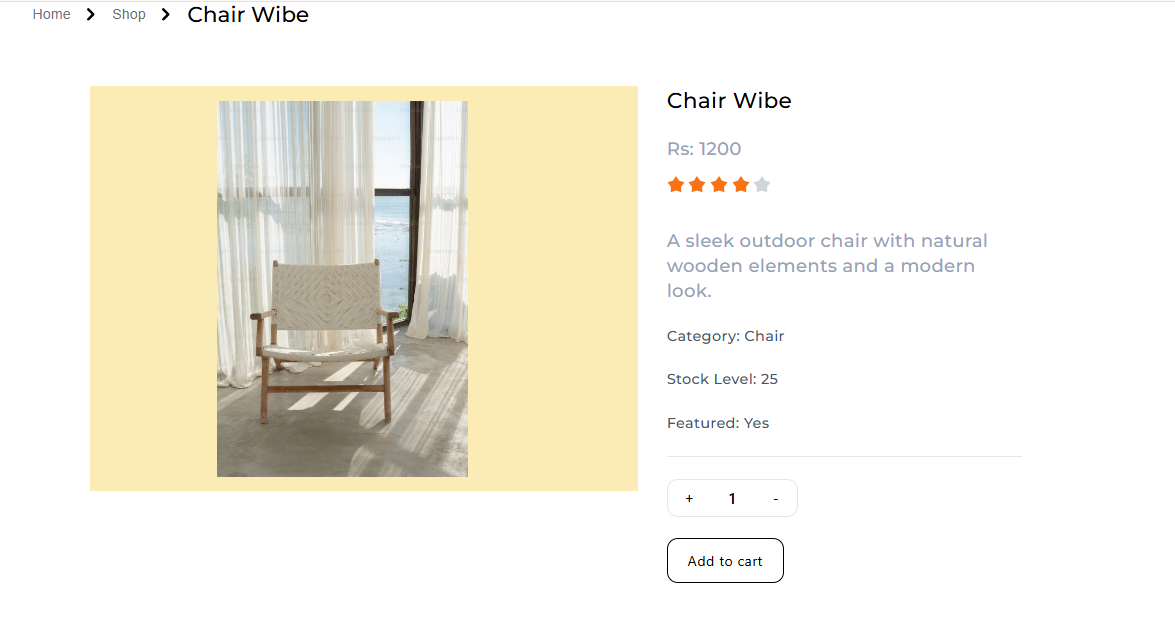 Home > Shop > Chair Wibe
Chair Wibe
Rs: 1200
A sleek outdoor chair with natural
wooden elements and a modern
look.
Category: Chair
Stock Level: 25
Featured: Yes
+ 1 -
Add to cart